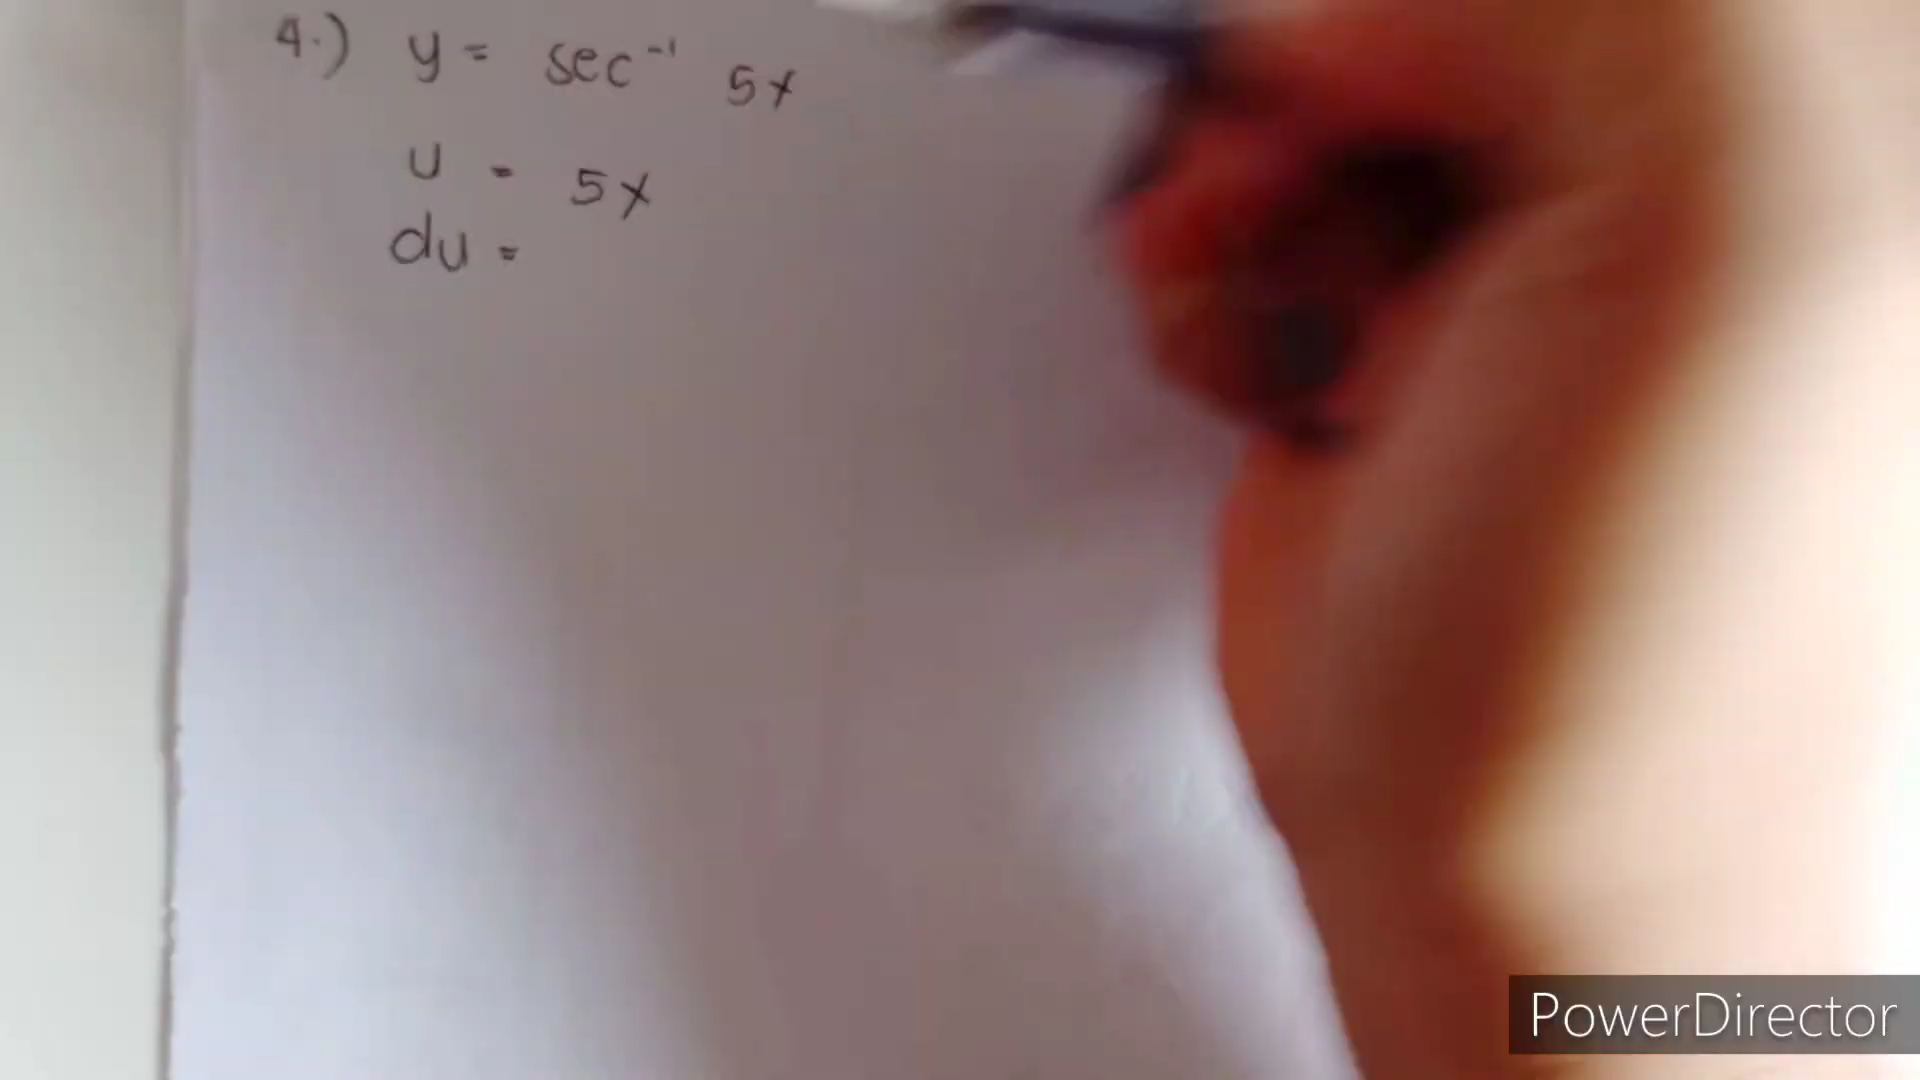 4.) y = sec⁻¹ 5x
u = 5x
du =
PowerDirector